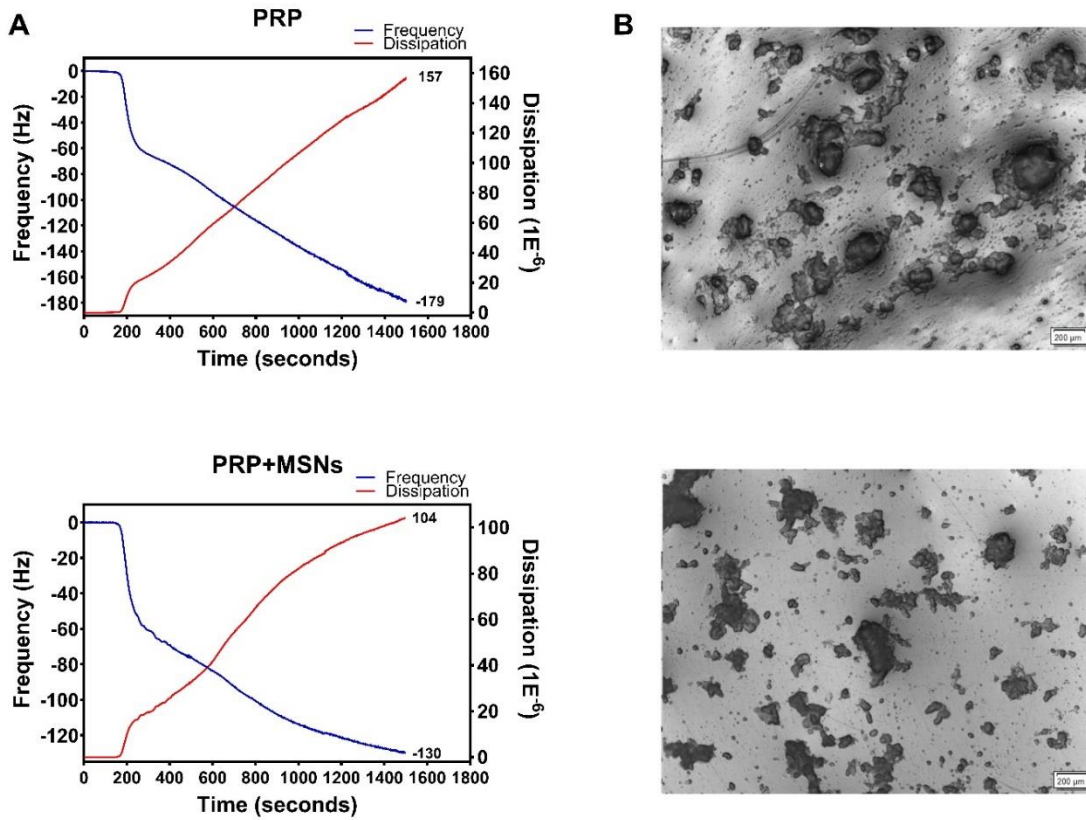 A
PRP
Frequency
Dissipation
0
-20
-40
-60
-80
-100
-120
-140
-160
-180
Frequency (Hz)
157
-179
160
140
120
100
80
60
40
20
0
Dissipation (1E⁻⁶)
0 200 400 600 800 1000 1200 1400 1600 1800
Time (seconds)
B
200 µm
PRP+MSNs
Frequency
Dissipation
0
-20
-40
-60
-80
-100
-120
Frequency (Hz)
104
-130
100
80
60
40
20
0
Dissipation (1E⁻⁶)
0 200 400 600 800 1000 1200 1400 1600 1800
Time (seconds)
200 µm